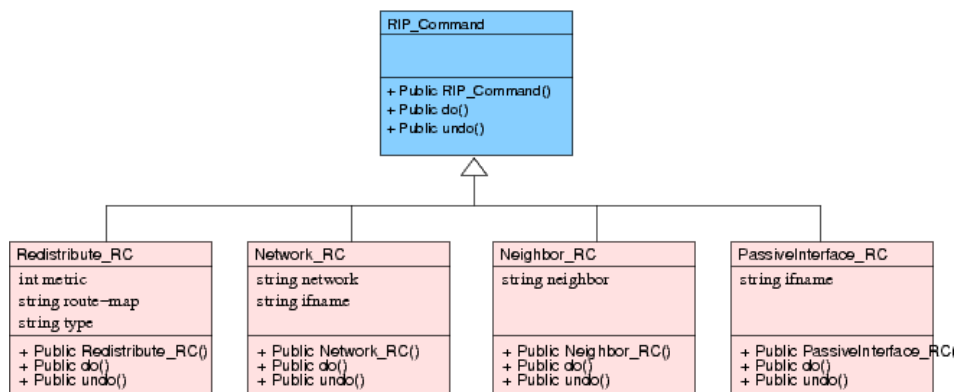 RIP_Command
+ Public RIP_Command()
+ Public do()
+ Public undo()
Redistribute_RC
int metric
string route-map
string type
+ Public Redistribute_RC()
+ Public do()
+ Public undo()
Network_RC
string network
string ifname
+ Public Network_RC()
+ Public do()
+ Public undo()
Neighbor_RC
string neighbor
+ Public Neighbor_RC()
+ Public do()
+ Public undo()
PassiveInterface_RC
string ifname
+ Public PassiveInterface_RC()
+ Public do()
+ Public undo()